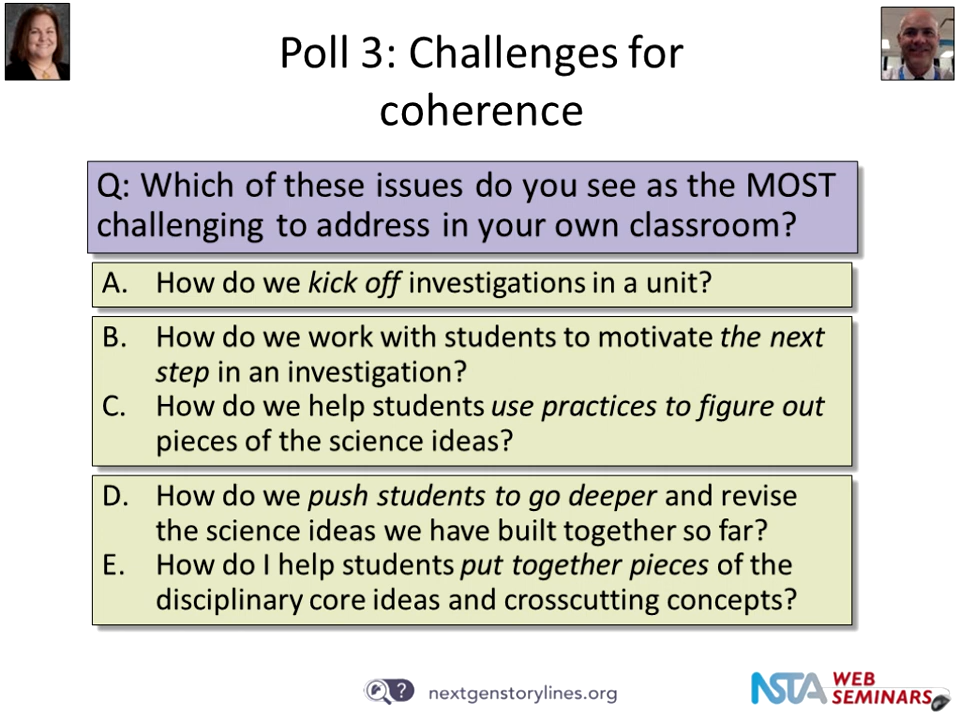 Poll 3: Challenges for
coherence
Q: Which of these issues do you see as the MOST
challenging to address in your own classroom?
A. How do we kick off investigations in a unit?
B. How do we work with students to motivate the next
step in an investigation?
C. How do we help students use practices to figure out
pieces of the science ideas?
D. How do we push students to go deeper and revise
the science ideas we have built together so far?
E. How do I help students put together pieces of the
disciplinary core ideas and crosscutting concepts?
?
nextgenstorylines.org
NSTA WEB
SEMINARS